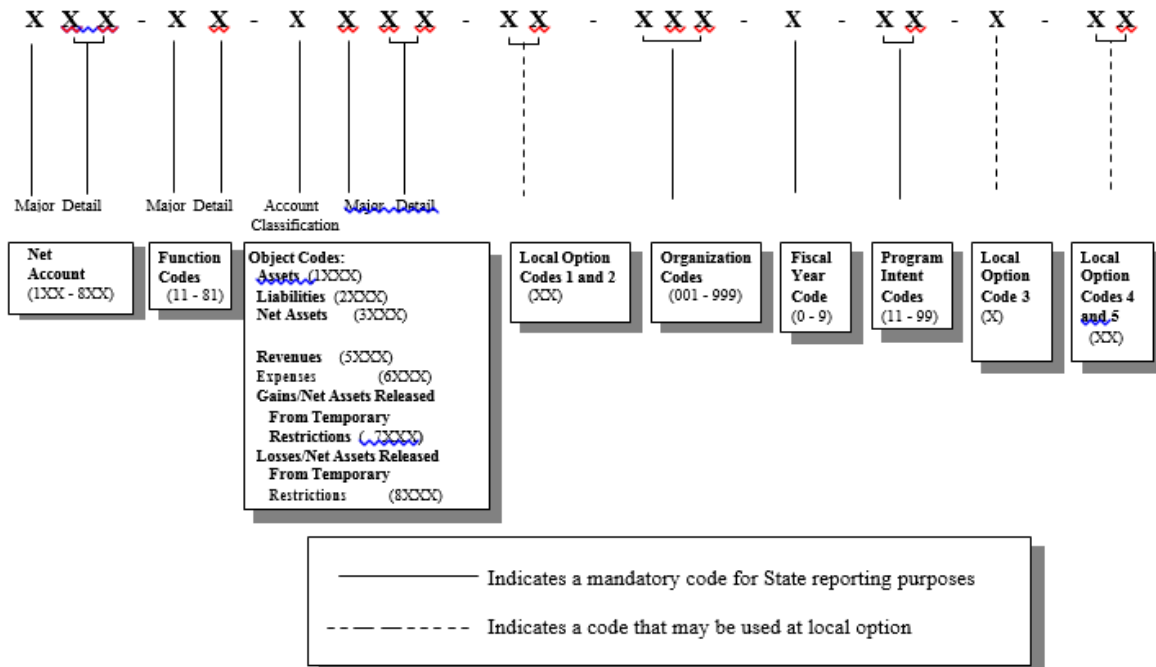 X X X - X X - X X X X - X X - X X X - X - X X - X - X X
Major Detail Major Detail Account Classification Major Detail
Net
Account
(1XX - 8XX)
Function
Codes
(11 - 81)
Object Codes:
Assets (1XXX)
Liabilities (2XXX)
Net Assets (3XXX)
Revenues (5XXX)
Expenses (6XXX)
Gains/Net Assets Released
From Temporary
Restrictions ( 7XXX)
Losses/Net Assets Released
From Temporary
Restrictions (8XXX)
Local Option
Codes 1 and 2
(XX)
Organization
Codes
(001 - 999)
Fiscal
Year
Code
(0 - 9)
Program
Intent
Codes
(11 - 99)
Local
Option
Code 3
(X)
Local
Option
Codes 4
and 5
(XX)
Indicates a mandatory code for State reporting purposes
Indicates a code that may be used at local option